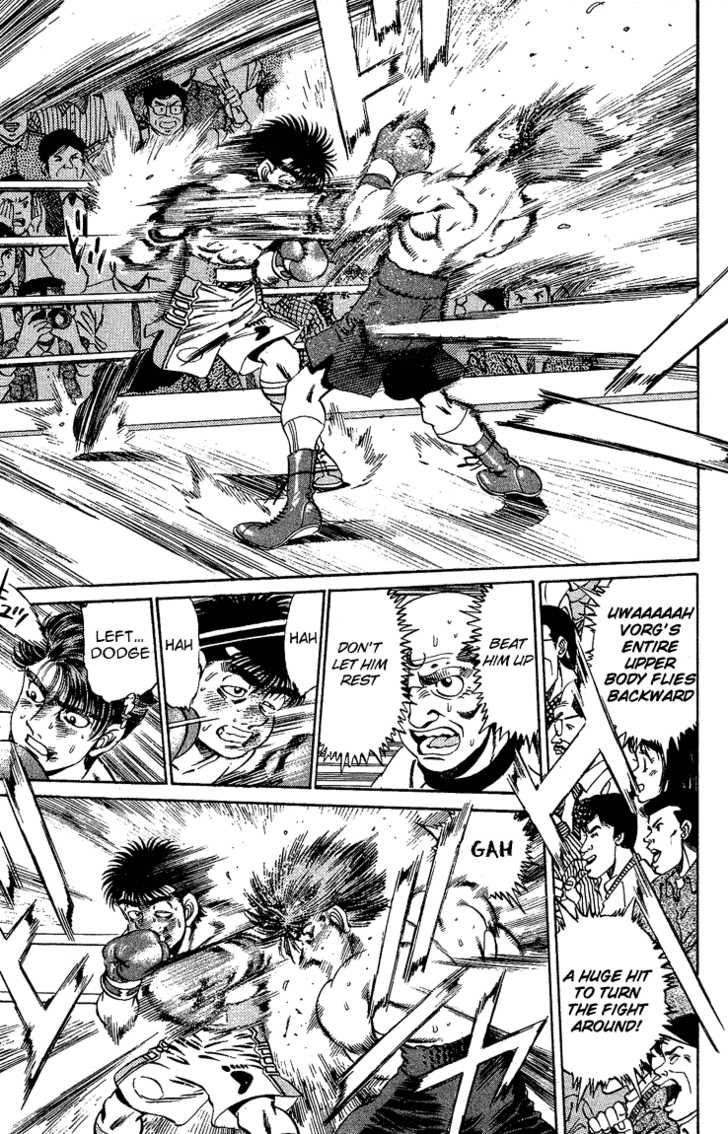 UWAAAAAH
VORG'S
ENTIRE
UPPER
BODY FLIES
BACKWARD
BEAT
HIM UP
DON'T
LET HIM
REST
HAH
HAH
LEFT...
DODGE
A HUGE HIT
TO TURN
THE FIGHT
AROUND!
GAH